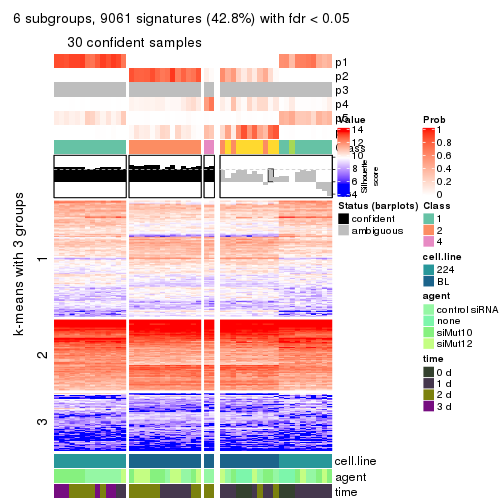 6 subgroups, 9061 signatures (42.8%) with fdr < 0.05
30 confident samples
k-means with 3 groups
1
2
3
p1
p2
p3
p4
p5
Class
Silhouette
score
cell.line
agent
time
Value
14
12
10
8
6
4
Prob
1
0.8
0.6
0.4
0.2
0
Status (barplots)
confident
ambiguous
Class
1
2
4
cell.line
224
BL
agent
control siRNA
none
siMut10
siMut12
time
0 d
1 d
2 d
3 d